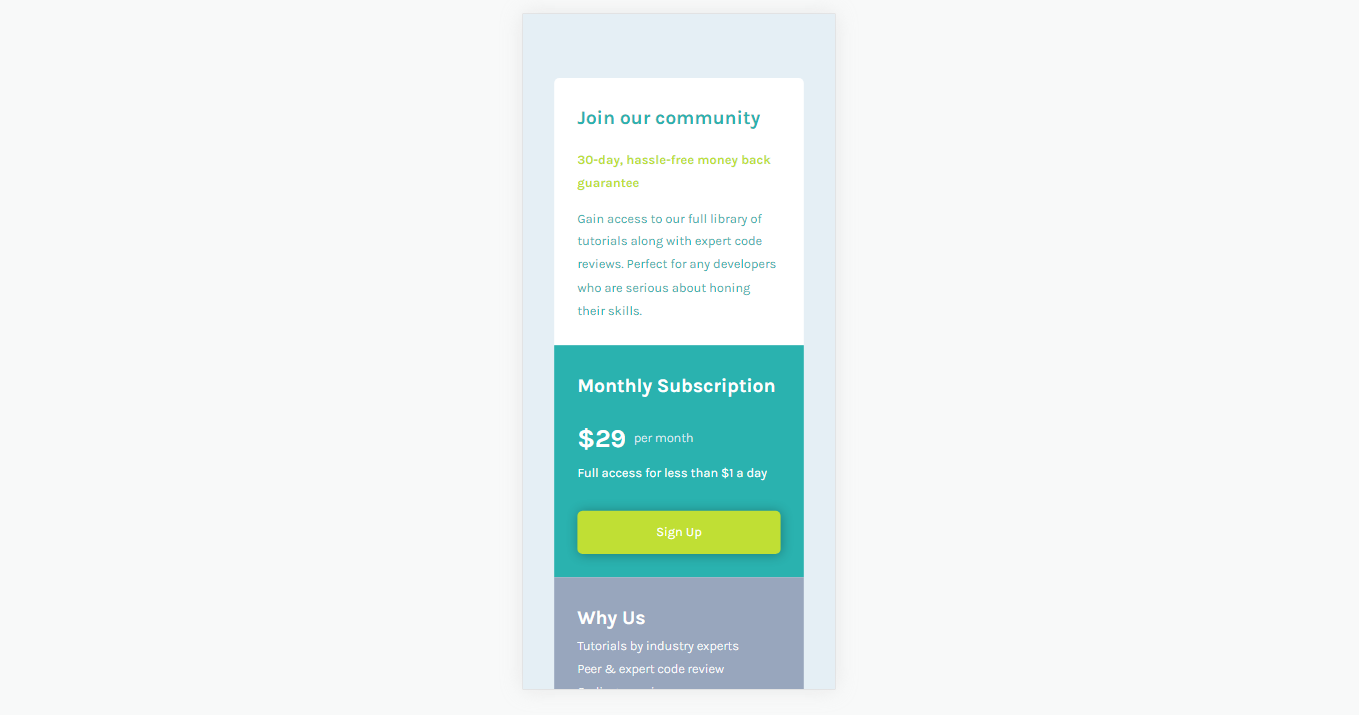 Join our community
30-day, hassle-free money back
guarantee
Gain access to our full library of
tutorials along with expert code
reviews. Perfect for any developers
who are serious about honing
their skills.
Monthly Subscription
$29 per month
Full access for less than $1 a day
Sign Up
Why Us
Tutorials by industry experts
Peer & expert code review